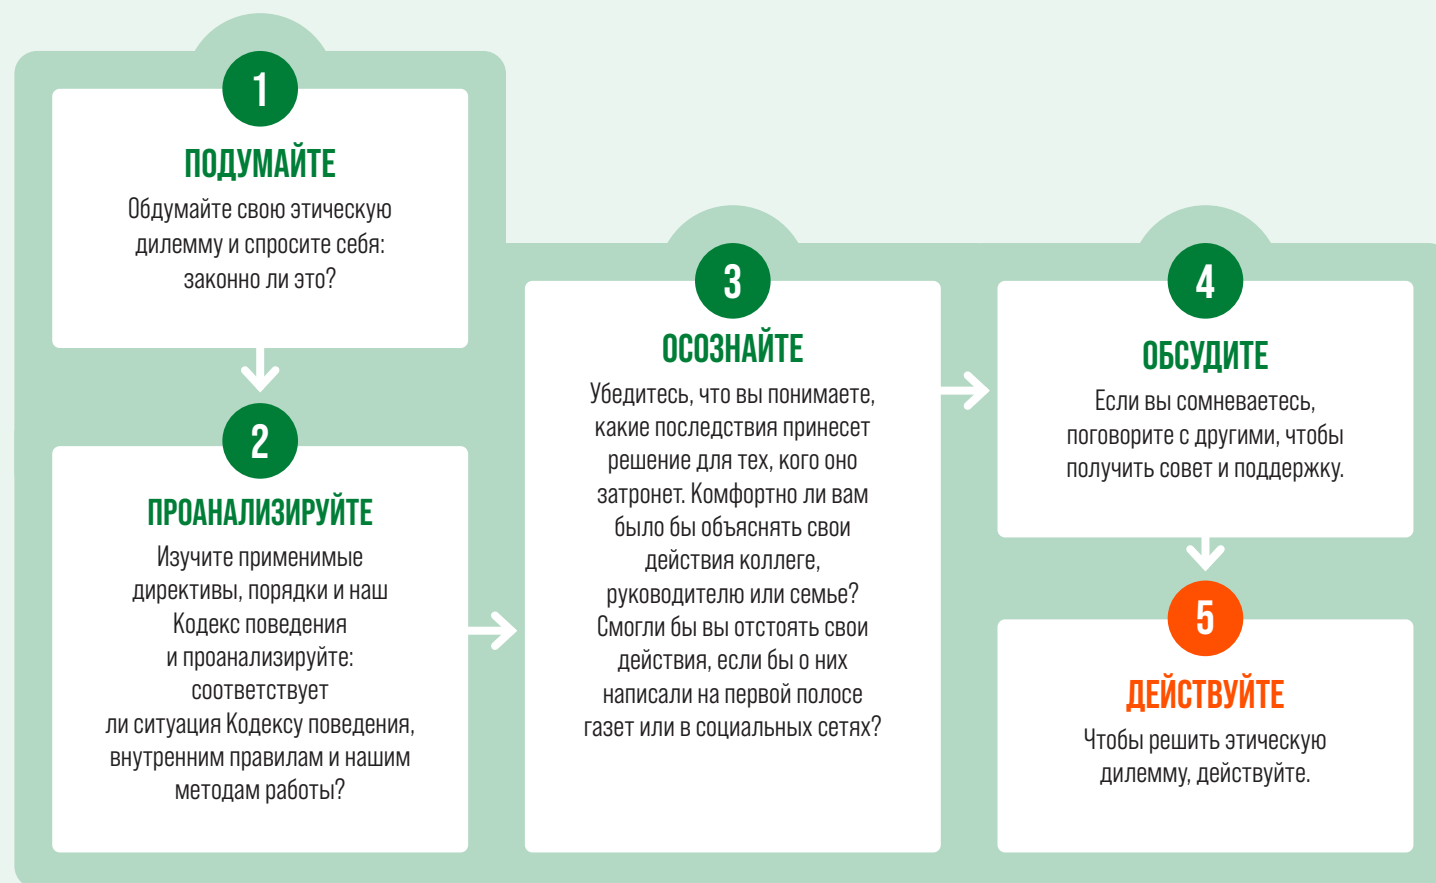 1
ПОДУМАЙТЕ
Обдумайте свою этическую
дилемму и спросите себя:
законно ли это?
2
ПРОАНАЛИЗИРУЙТЕ
Изучите применимые
директивы, порядки и наш
Кодекс поведения
и проанализируйте:
соответствует
ли ситуация Кодексу поведения,
внутренним правилам и нашим
методам работы?
3
ОСОЗНАЙТЕ
Убедитесь, что вы понимаете,
какие последствия принесет
решение для тех, кого оно
затронет. Комфортно ли вам
было бы объяснять свои
действия коллеге,
руководителю или семье?
Смогли бы вы отстоять свои
действия, если бы о них
написали на первой полосе
газет или в социальных сетях?
4
ОБСУДИТЕ
Если вы сомневаетесь,
поговорите с другими, чтобы
получить совет и поддержку.
5
ДЕЙСТВУЙТЕ
Чтобы решить этическую
дилемму, действуйте.